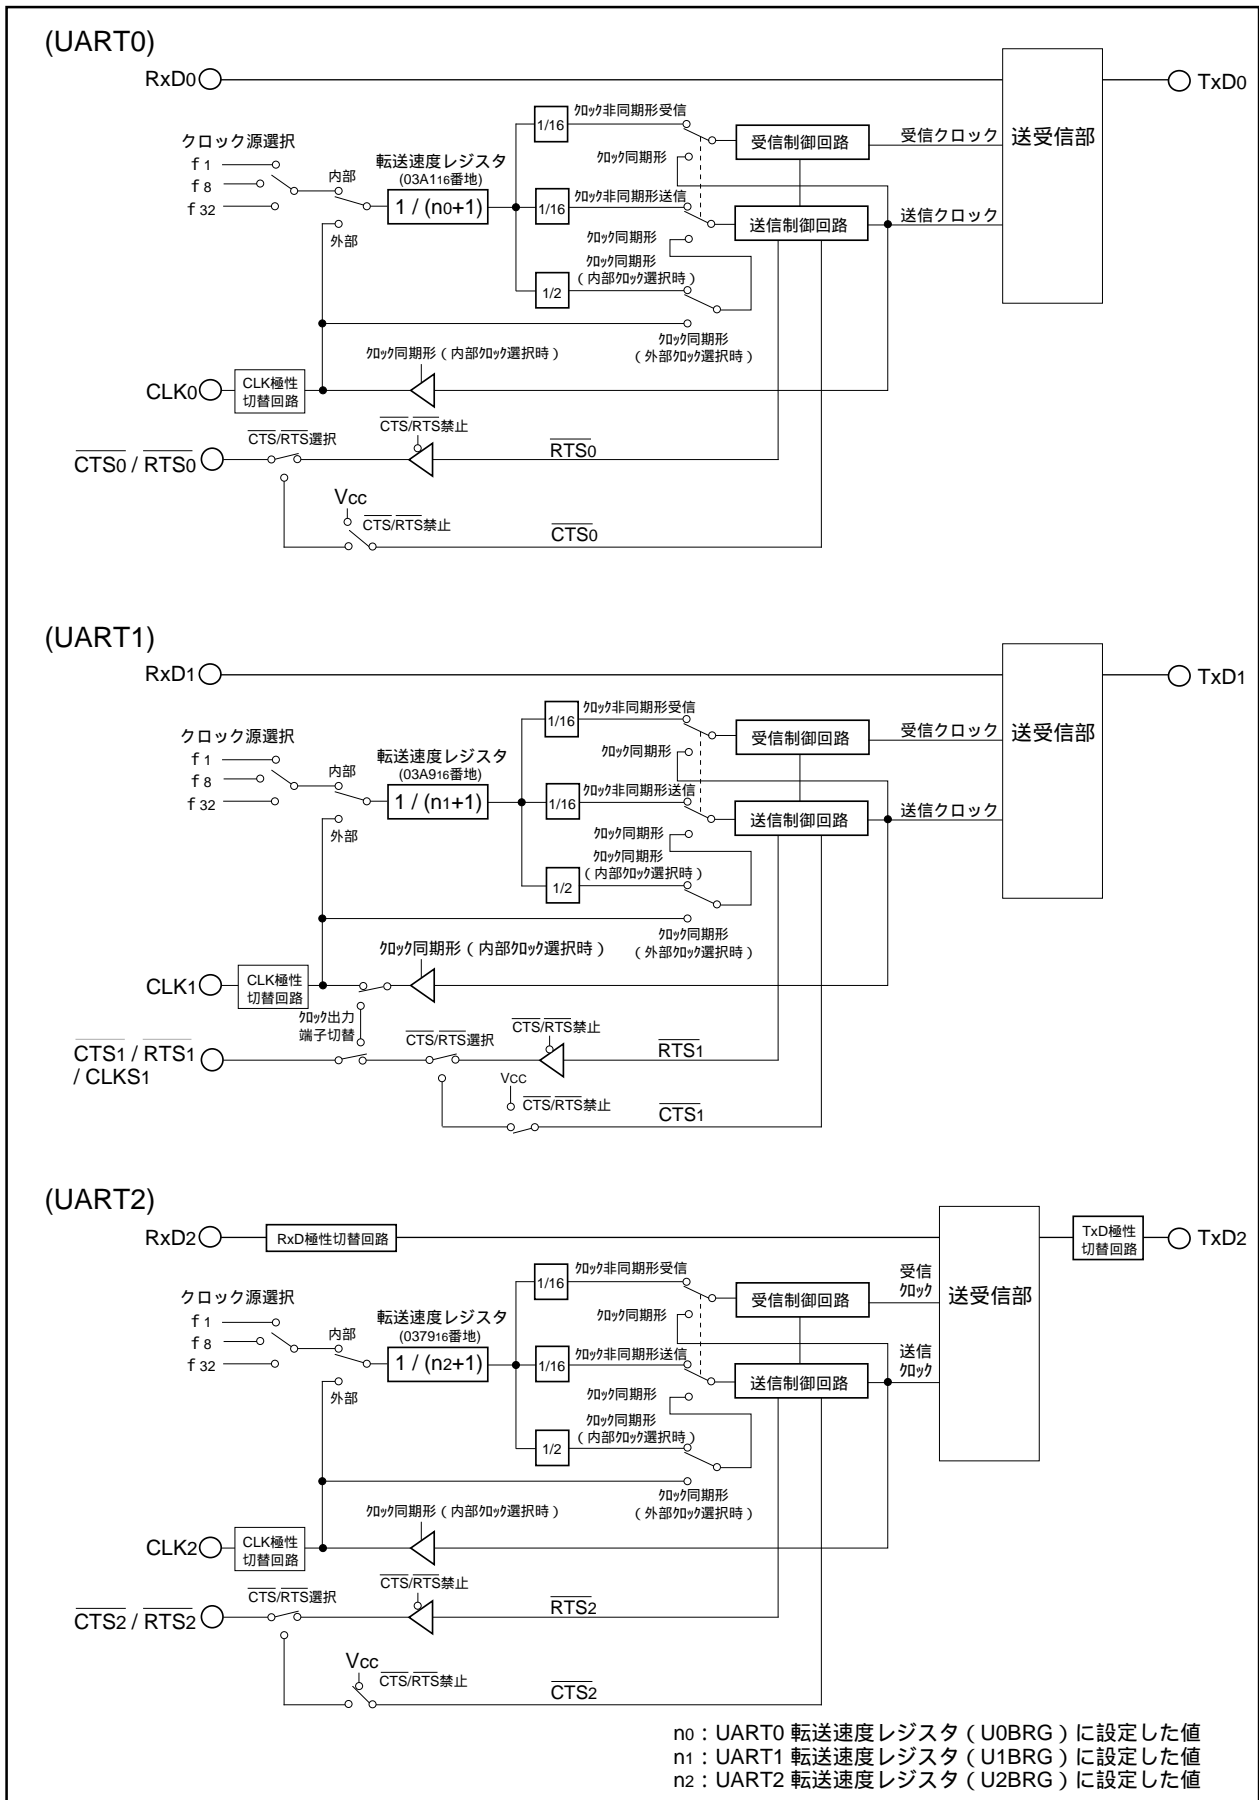 (UART0)
RxD0
TxD0
クロック源選択
f1
f8
f32
内部
外部
転送速度レジスタ
(03A116番地)
1 / (n0+1)
1/16
クロック非同期形受信
クロック同期形
1/16
クロック非同期形送信
クロック同期形
クロック同期形
(内部クロック選択時)
1/2
クロック同期形
(外部クロック選択時)
受信制御回路
送信制御回路
受信クロック
送信クロック
送受信部
クロック同期形(内部クロック選択時)
CLK0
CLK極性
切替回路
CTS0 / RTS0
CTS/RTS選択
CTS/RTS禁止
RTS0
Vcc
CTS/RTS禁止
CTS0
(UART1)
RxD1
TxD1
クロック源選択
f1
f8
f32
内部
外部
転送速度レジスタ
(03A916番地)
1 / (n1+1)
1/16
クロック非同期形受信
クロック同期形
1/16
クロック非同期形送信
クロック同期形
クロック同期形
(内部クロック選択時)
1/2
クロック同期形
(外部クロック選択時)
受信制御回路
送信制御回路
受信クロック
送信クロック
送受信部
クロック同期形(内部クロック選択時)
CLK1
CLK極性
切替回路
クロック出力
端子切替
CTS1 / RTS1
/ CLKS1
CTS/RTS選択
CTS/RTS禁止
RTS1
Vcc
CTS/RTS禁止
CTS1
(UART2)
RxD2
RxD極性切替回路
TxD極性
切替回路
TxD2
クロック源選択
f1
f8
f32
内部
外部
転送速度レジスタ
(037916番地)
1 / (n2+1)
1/16
クロック非同期形受信
クロック同期形
1/16
クロック非同期形送信
クロック同期形
クロック同期形
(内部クロック選択時)
1/2
クロック同期形
(外部クロック選択時)
受信制御回路
送信制御回路
受信
クロック
送信
クロック
送受信部
クロック同期形(内部クロック選択時)
CLK2
CLK極性
切替回路
CTS2 / RTS2
CTS/RTS選択
CTS/RTS禁止
RTS2
Vcc
CTS/RTS禁止
CTS2
n0 : UART0 転送速度レジスタ(U0BRG)に設定した値
n1 : UART1 転送速度レジスタ(U1BRG)に設定した値
n2 : UART2 転送速度レジスタ(U2BRG)に設定した値